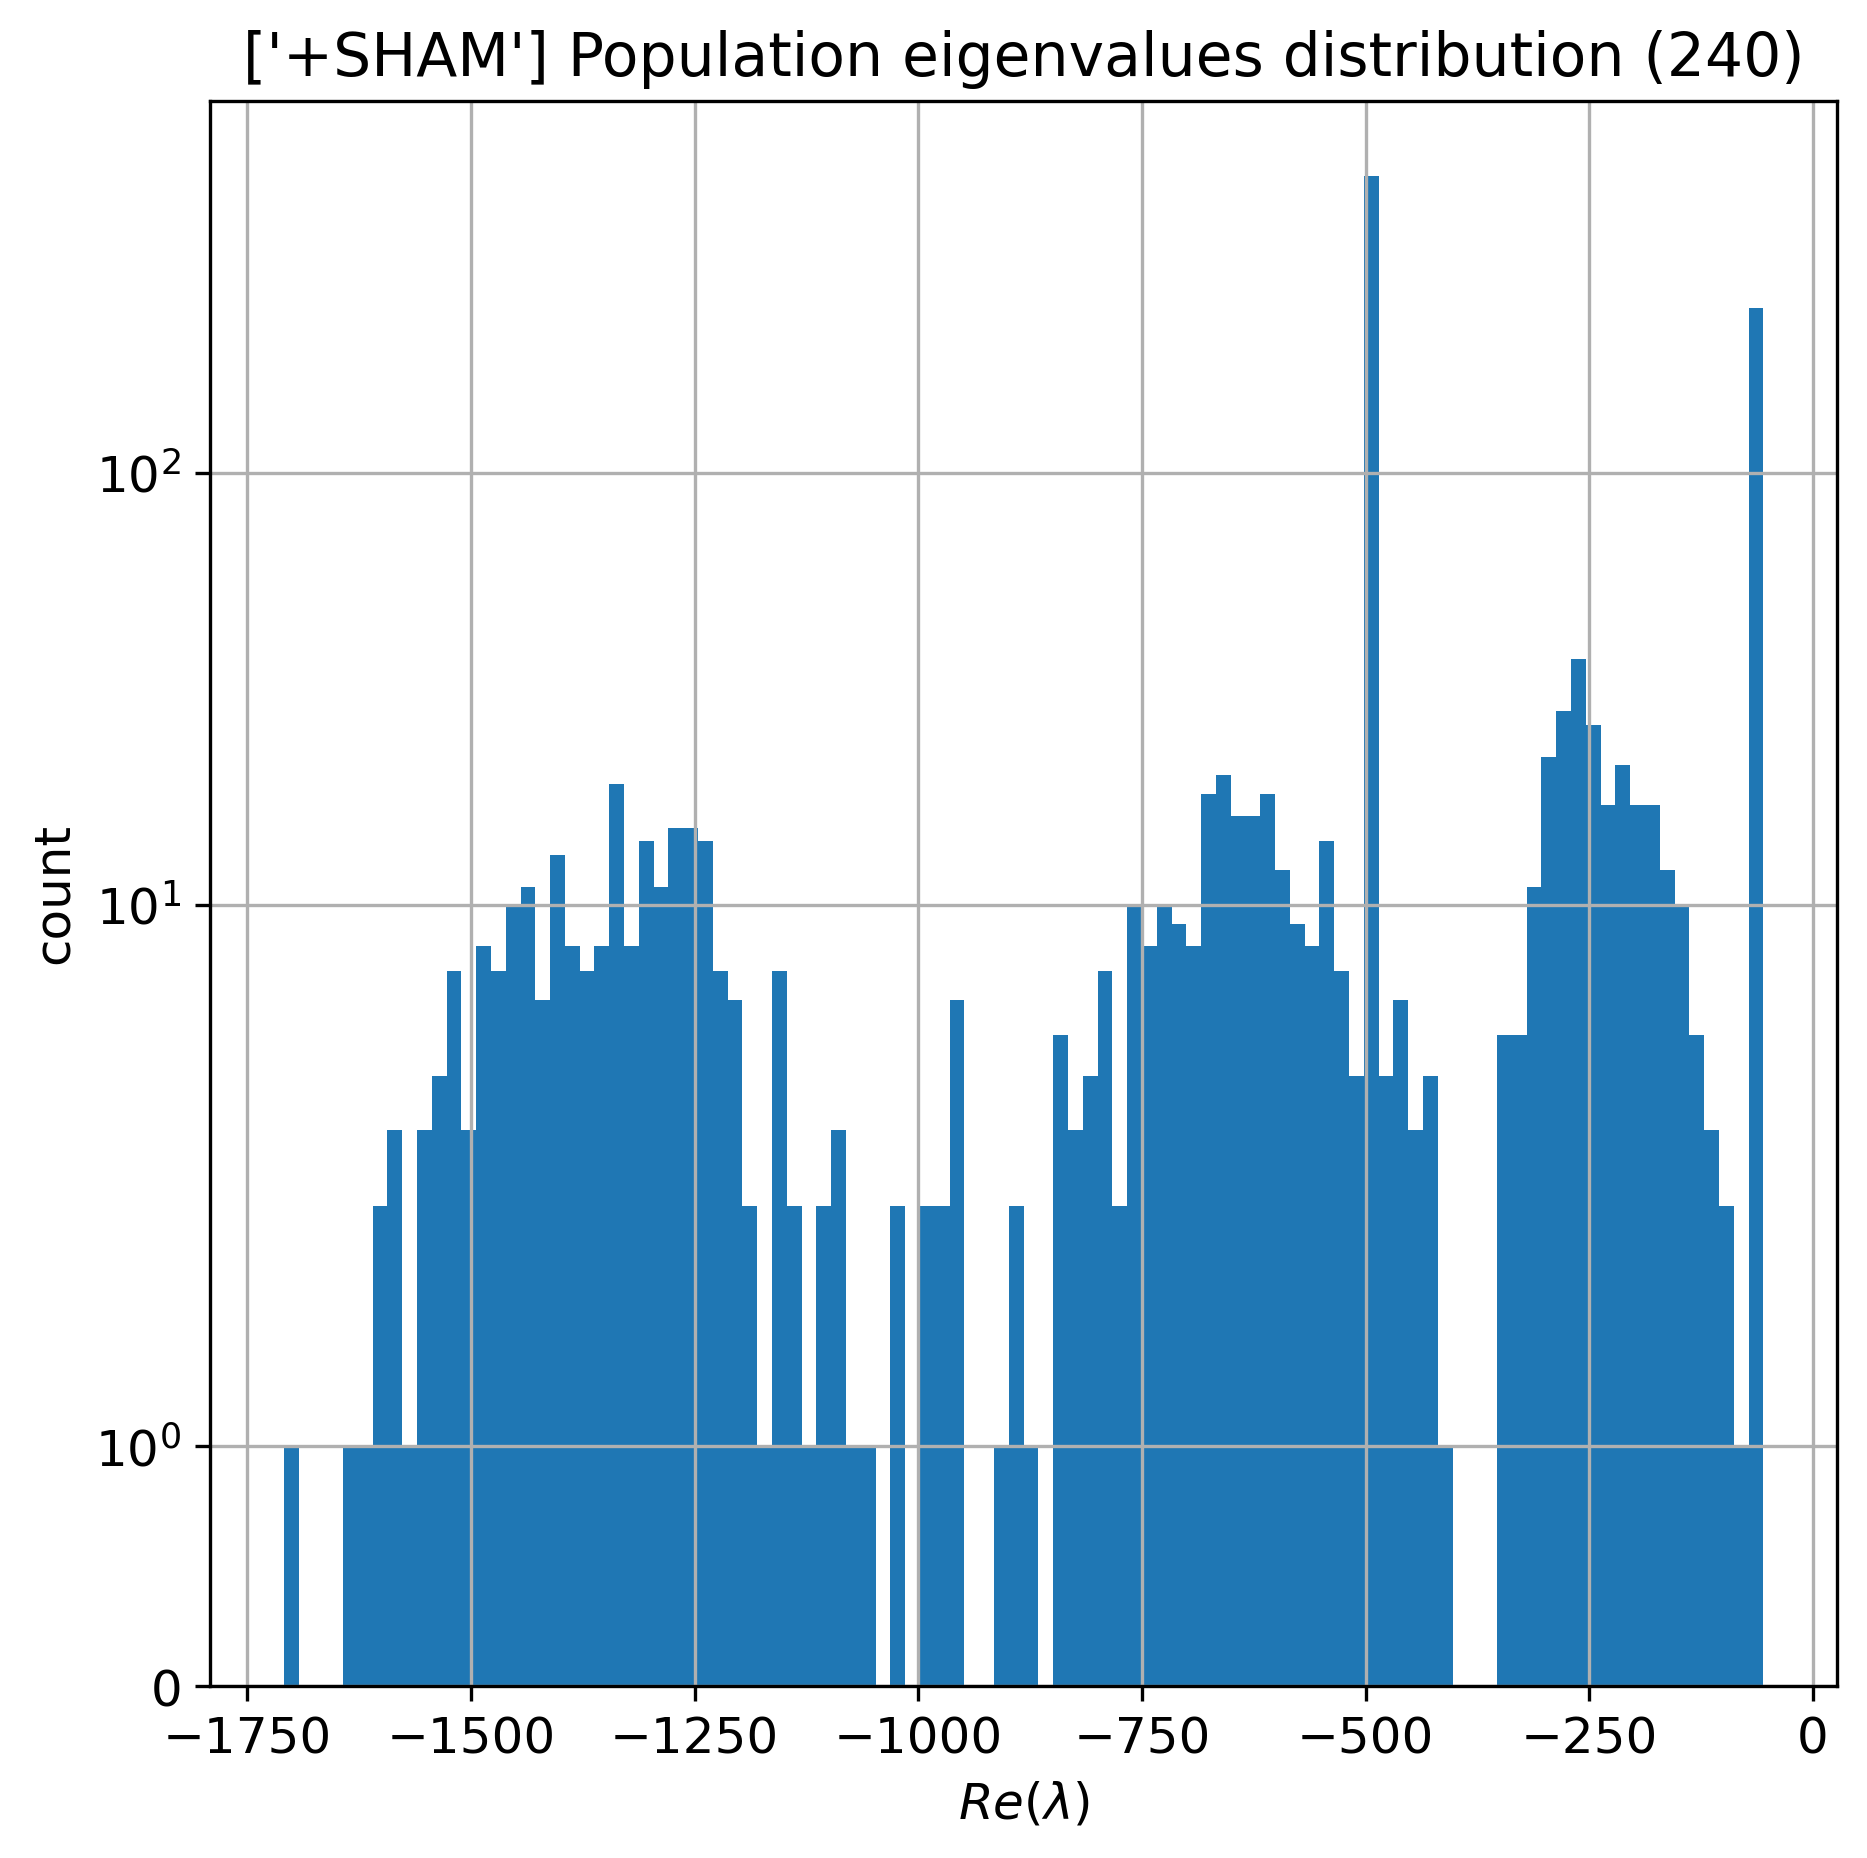 ['+SHAM'] Population eigenvalues distribution (240)
10²
10¹
10⁰
0
count
−1750 −1500 −1250 −1000 −750 −500 −250 0
Re(λ)